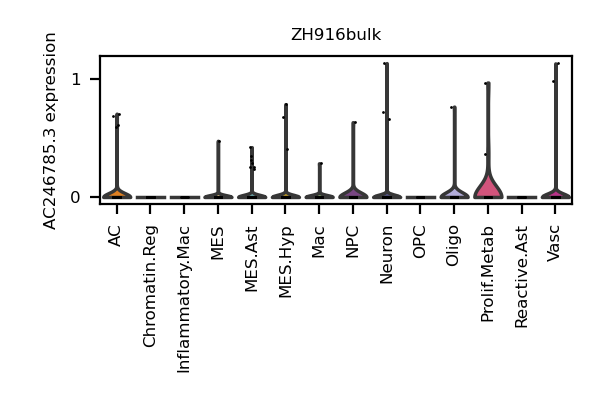 ZH916bulk
AC246785.3 expression
1
0
AC
Chromatin.Reg
Inflammatory.Mac
MES
MES.Ast
MES.Hyp
Mac
NPC
Neuron
OPC
Oligo
Prolif.Metab
Reactive.Ast
Vasc